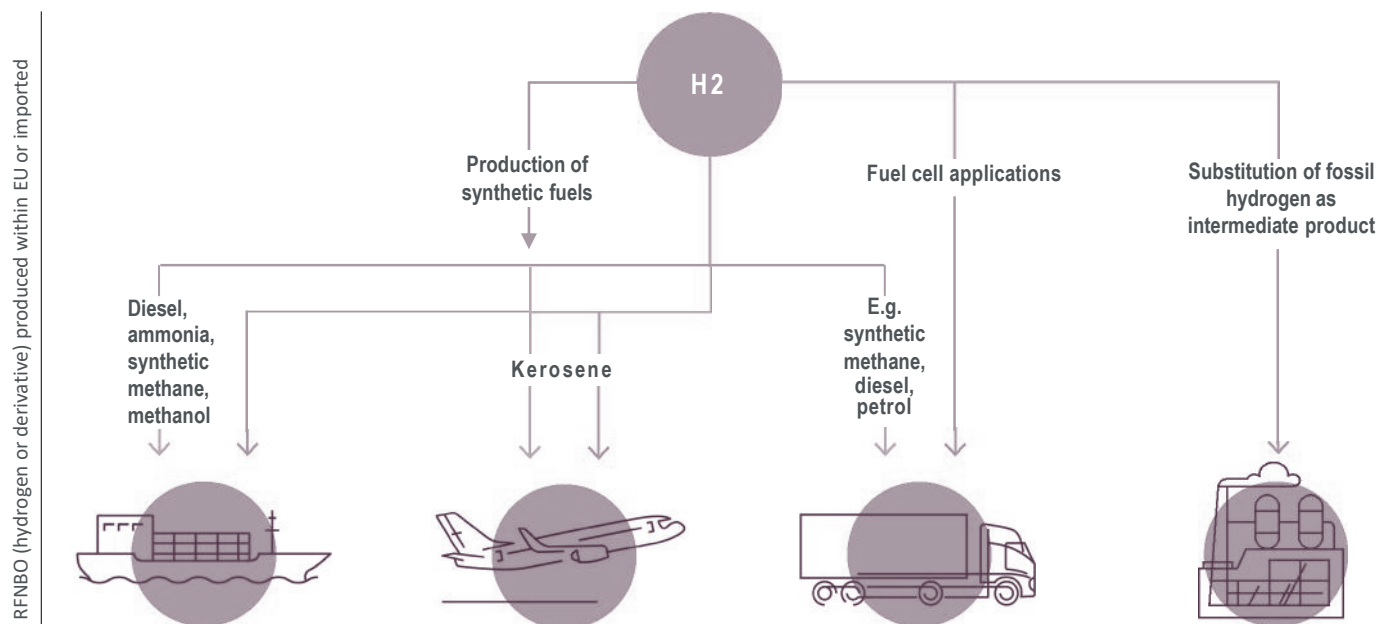 RFNBO (hydrogen or derivative) produced within EU or imported
H2
Production of
synthetic fuels
Fuel cell applications
Substitution of fossil
hydrogen as
intermediate product
Diesel,
ammonia,
synthetic
methane,
methanol
Kerosene
E.g.
synthetic
methane,
diesel,
petrol